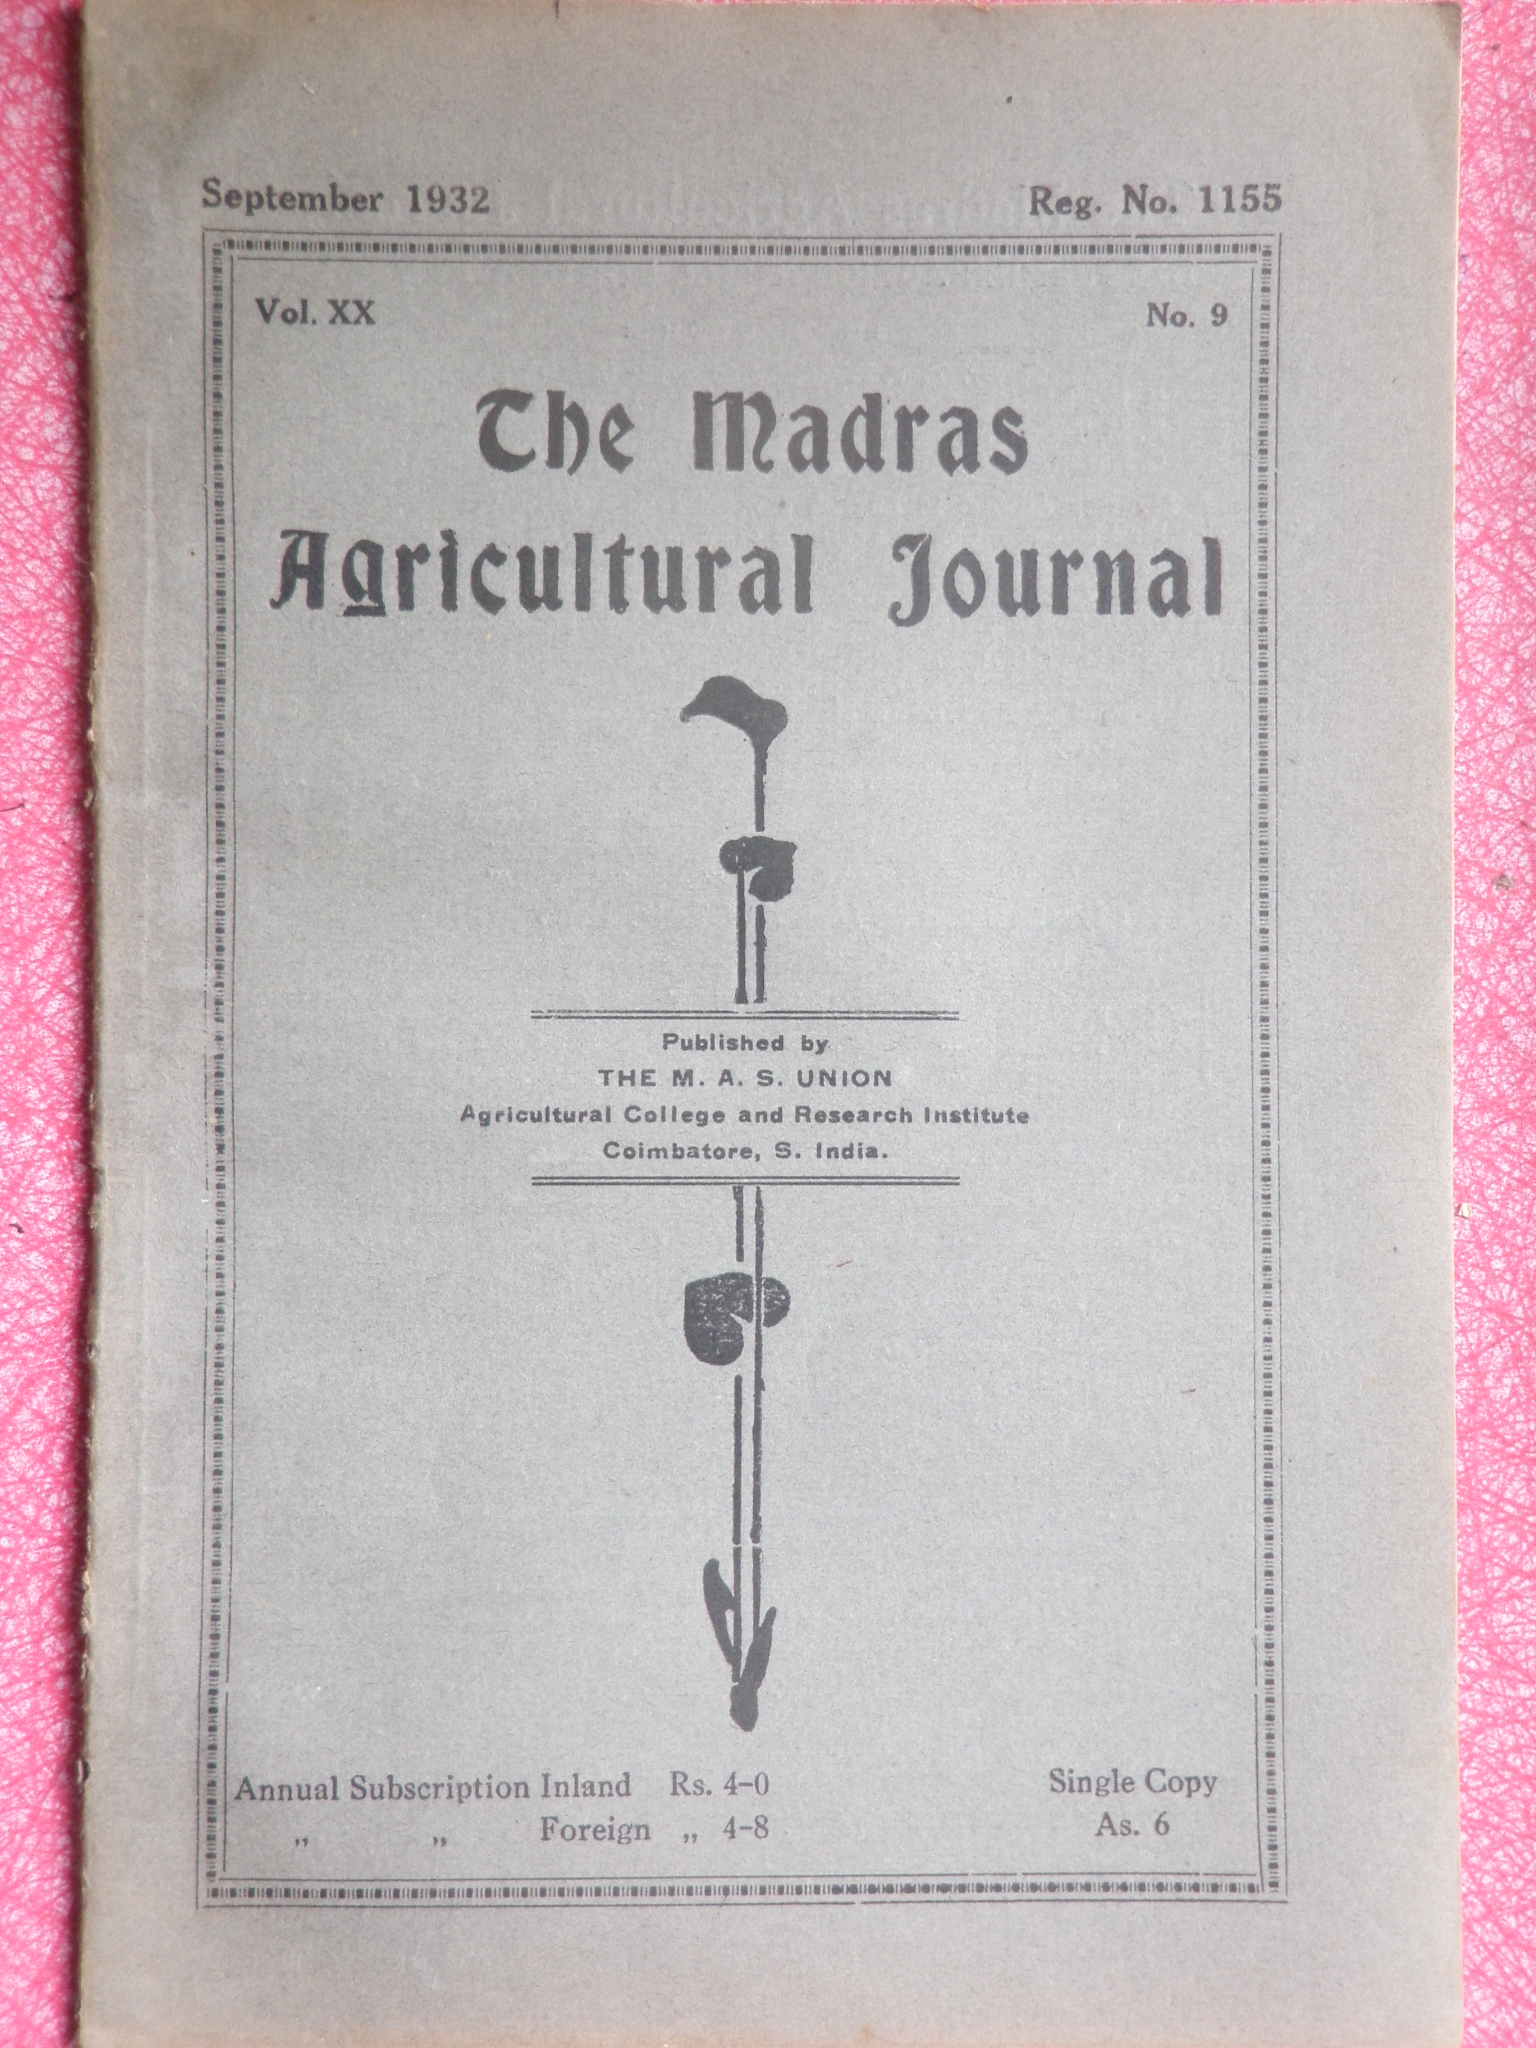 September 1932 Reg. No. 1155
Vol. XX No. 9
The Madras
Agricultural Journal
Published by
THE M. A. S. UNION
Agricultural College and Research Institute
Coimbatore, S. India.
Annual Subscription Inland Rs. 4-0 Single Copy
„ „ Foreign „ 4-8 As. 6